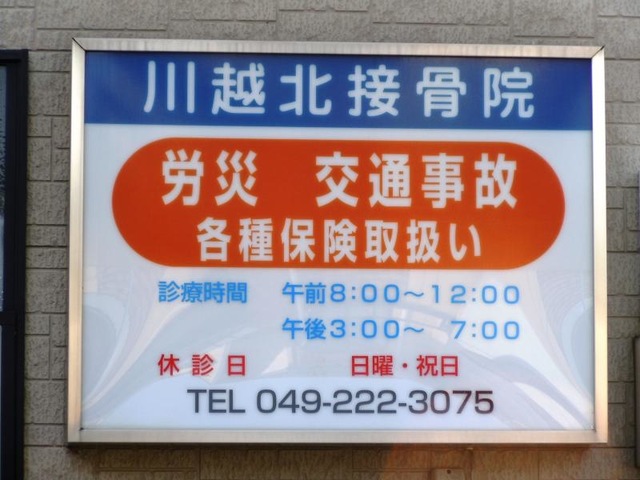 川越北接骨院
労災 交通事故
各種保険取扱い
診療時間 午前8:00～12:00
午後3:00～ 7:00
休診日 日曜・祝日
TEL 049-222-3075